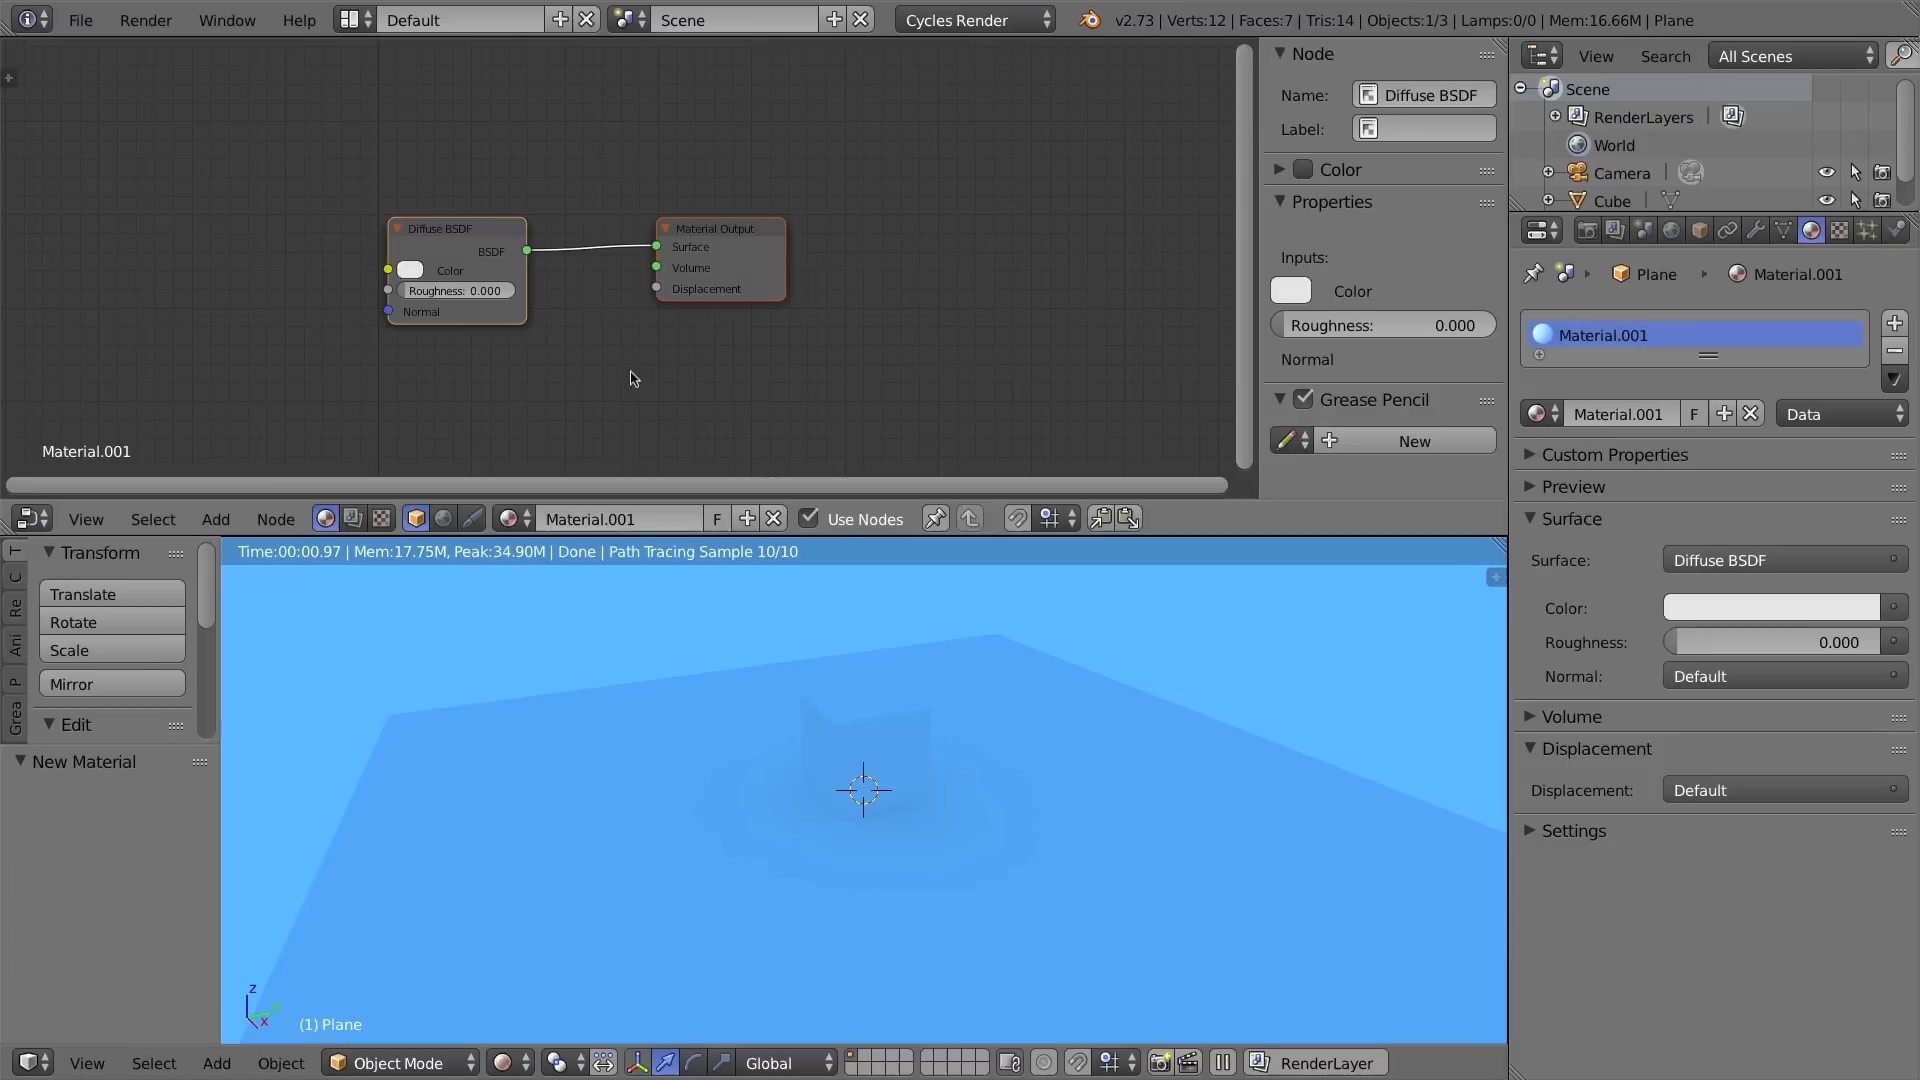 File Render Window Help Default Scene Cycles Render v2.73 | Verts:12 | Faces:7 | Tris:14 | Objects:1/3 | Lamps:0/0 | Mem:16.66M | Plane
Diffuse BSDF
BSDF
Color
Roughness: 0.000
Normal
Material Output
Surface
Volume
Displacement
Material.001
Node
Name: Diffuse BSDF
Label:
Color
Properties
Inputs:
Color
Roughness: 0.000
Normal
Grease Pencil
New
View Search All Scenes
Scene
RenderLayers
World
Camera
Cube
Plane Material.001
Material.001
Material.001 F Data
Custom Properties
Preview
Surface
Surface: Diffuse BSDF
Color:
Roughness: 0.000
Normal: Default
Volume
Displacement
Displacement: Default
Settings
View Select Add Node Material.001 F Use Nodes
T
C
Re
Ani
P
Grea
Transform
Translate
Rotate
Scale
Mirror
Edit
New Material
Time:00:00.97 | Mem:17.75M, Peak:34.90M | Done | Path Tracing Sample 10/10
z
x
(1) Plane
View Select Add Object Object Mode Global RenderLayer